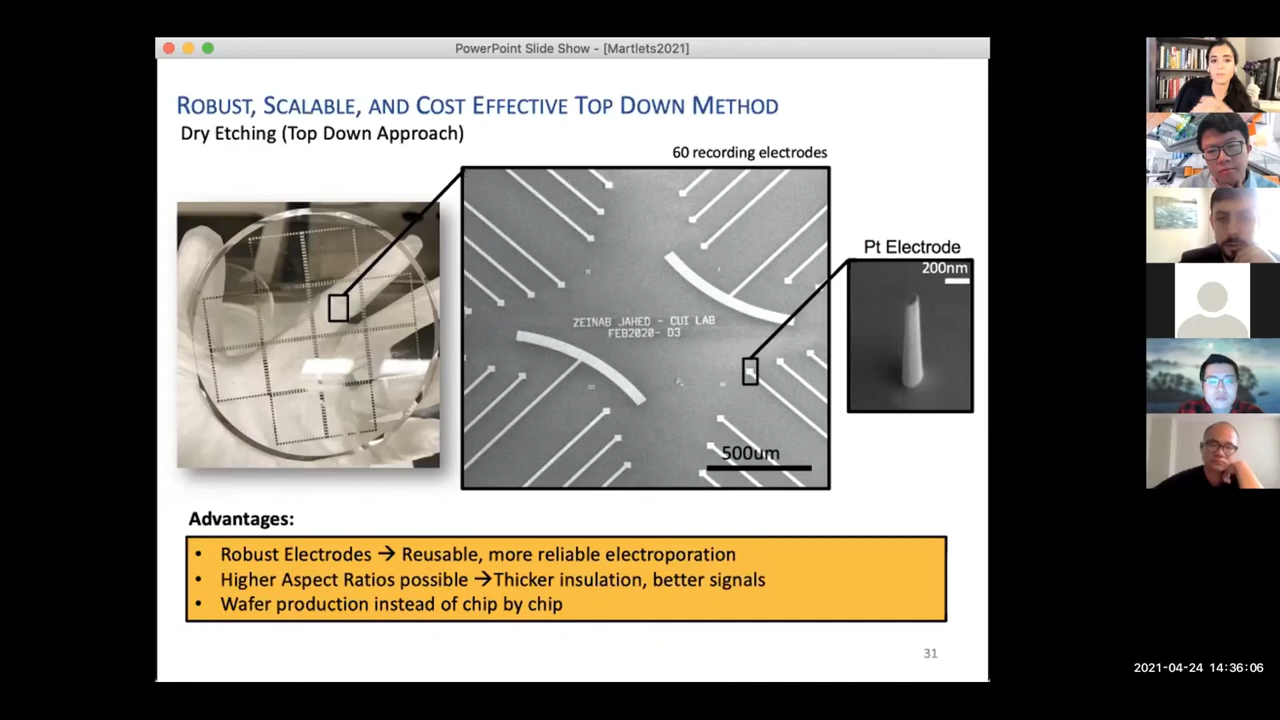 PowerPoint Slide Show - [Martlets2021]
ROBUST, SCALABLE, AND COST EFFECTIVE TOP DOWN METHOD
Dry Etching (Top Down Approach)
60 recording electrodes
Pt Electrode
200nm
ZEINAB JAHED - CUI LAB
FEB2020- D3
500um
Advantages:
• Robust Electrodes → Reusable, more reliable electroporation
• Higher Aspect Ratios possible →Thicker insulation, better signals
• Wafer production instead of chip by chip
31
2021-04-24 14:36:06